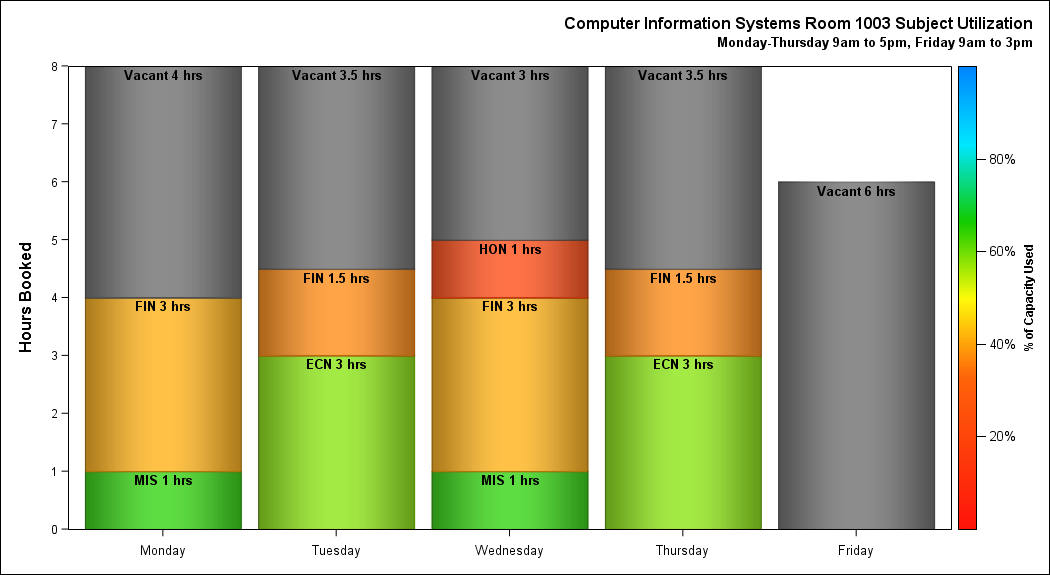 Computer Information Systems Room 1003 Subject Utilization
Monday-Thursday 9am to 5pm, Friday 9am to 3pm
Hours Booked
8
7
6
5
4
3
2
1
0
Vacant 4 hrs
FIN 3 hrs
MIS 1 hrs
Vacant 3.5 hrs
FIN 1.5 hrs
ECN 3 hrs
Vacant 3 hrs
HON 1 hrs
FIN 3 hrs
MIS 1 hrs
Vacant 3.5 hrs
FIN 1.5 hrs
ECN 3 hrs
Vacant 6 hrs
Monday
Tuesday
Wednesday
Thursday
Friday
80%
60%
40%
20%
% of Capacity Used